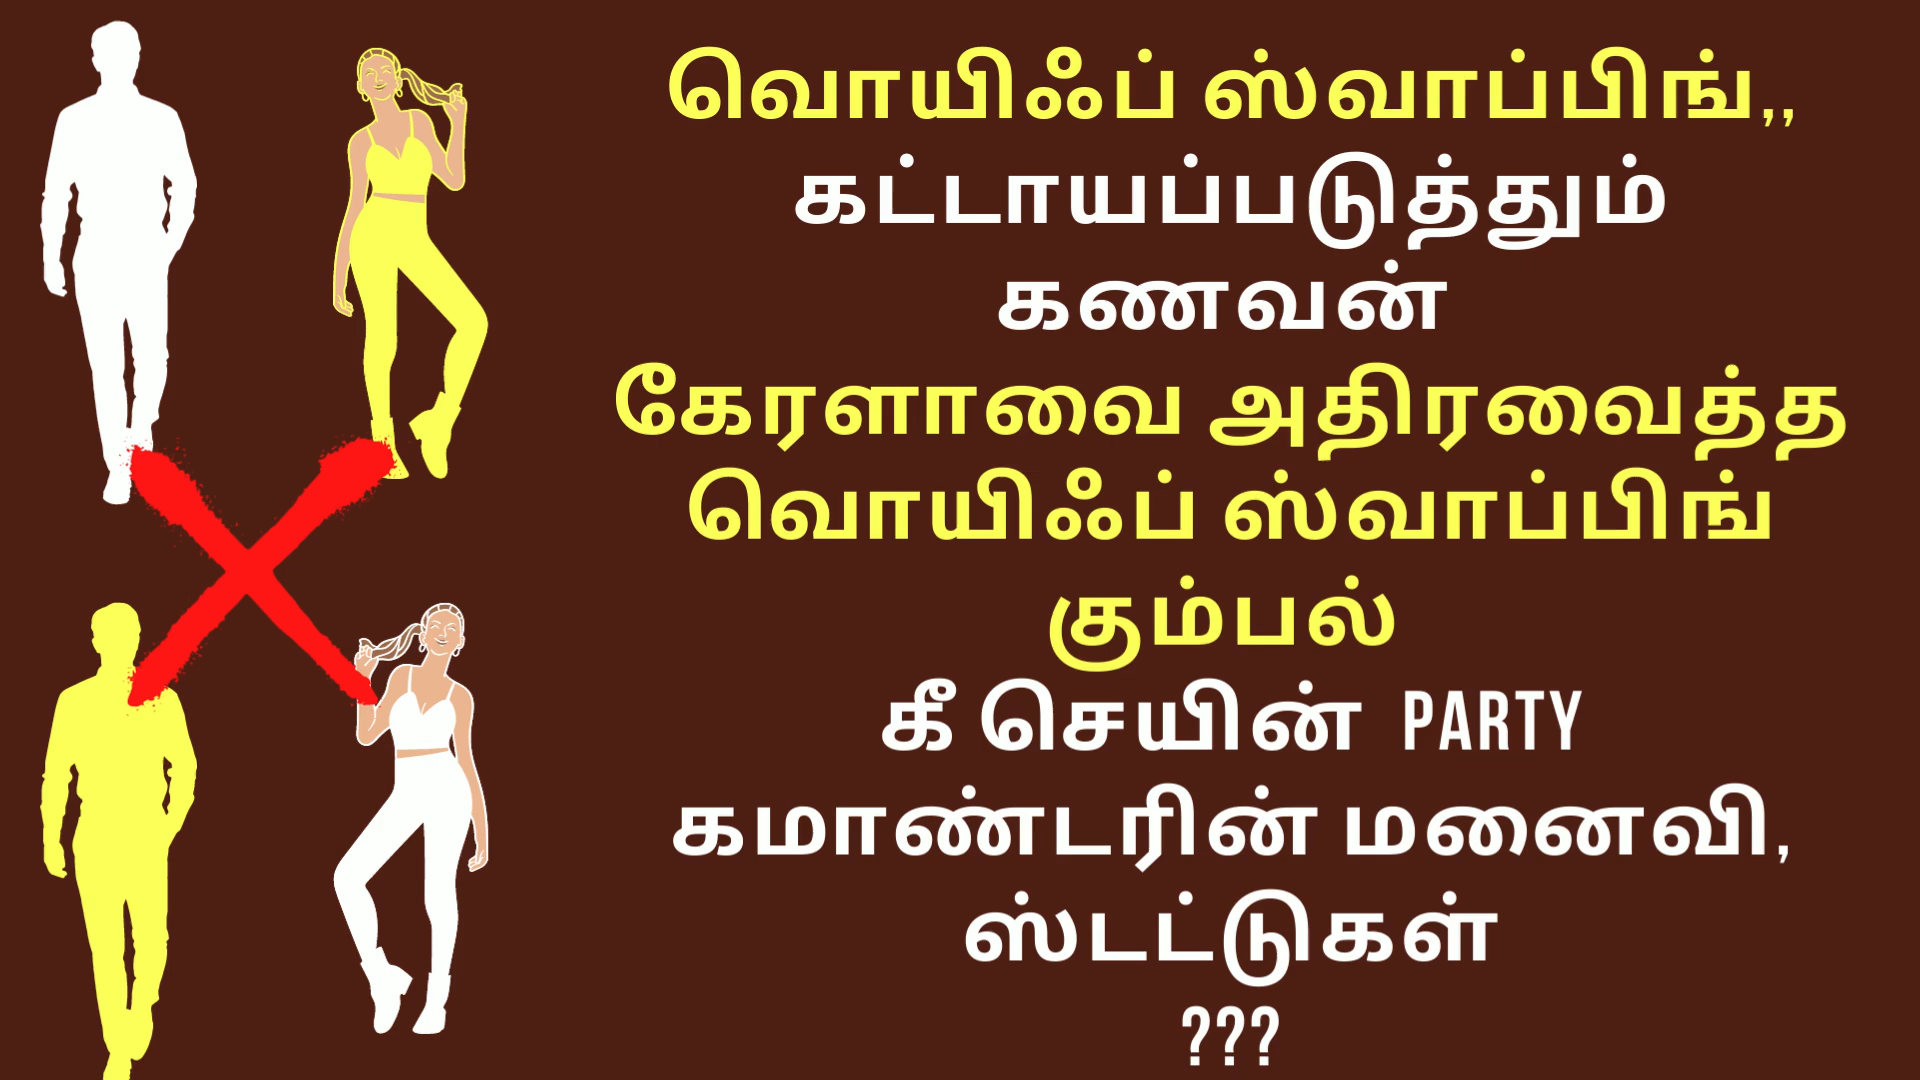 வொயிஃப் ஸ்வாப்பிங்,,
கட்டாயப்படுத்தும்
கணவன்
கேரளாவை அதிரவைத்த
வொயிஃப் ஸ்வாப்பிங்
கும்பல்
கீ செயின் PARTY
கமாண்டரின் மனைவி,
ஸ்டட்டுகள்
???